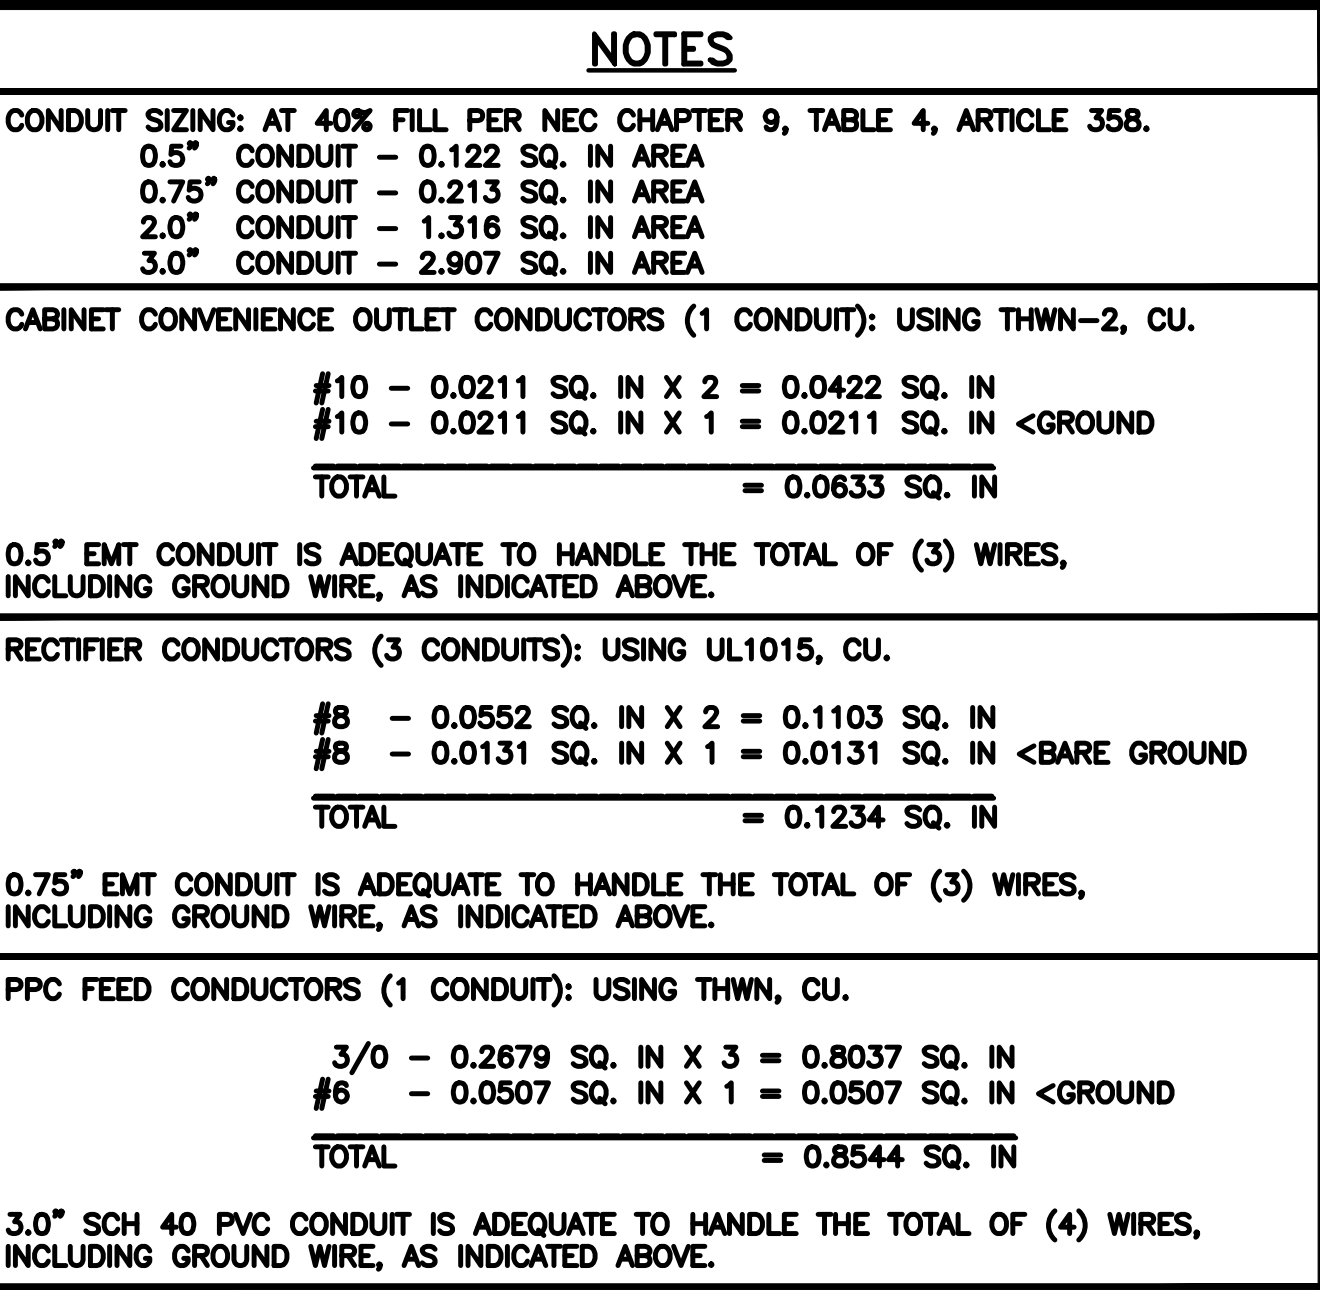 NOTES
CONDUIT SIZING: AT 40% FILL PER NEC CHAPTER 9, TABLE 4, ARTICLE 358.
0.5" CONDUIT - 0.122 SQ. IN AREA
0.75" CONDUIT - 0.213 SQ. IN AREA
2.0" CONDUIT - 1.316 SQ. IN AREA
3.0" CONDUIT - 2.907 SQ. IN AREA
CABINET CONVENIENCE OUTLET CONDUCTORS (1 CONDUIT): USING THWN-2, CU.
#10 - 0.0211 SQ. IN X 2 = 0.0422 SQ. IN
#10 - 0.0211 SQ. IN X 1 = 0.0211 SQ. IN <GROUND
TOTAL = 0.0633 SQ. IN
0.5" EMT CONDUIT IS ADEQUATE TO HANDLE THE TOTAL OF (3) WIRES,
INCLUDING GROUND WIRE, AS INDICATED ABOVE.
RECTIFIER CONDUCTORS (3 CONDUITS): USING UL1015, CU.
#8 - 0.0552 SQ. IN X 2 = 0.1103 SQ. IN
#8 - 0.0131 SQ. IN X 1 = 0.0131 SQ. IN <BARE GROUND
TOTAL = 0.1234 SQ. IN
0.75" EMT CONDUIT IS ADEQUATE TO HANDLE THE TOTAL OF (3) WIRES,
INCLUDING GROUND WIRE, AS INDICATED ABOVE.
PPC FEED CONDUCTORS (1 CONDUIT): USING THWN, CU.
3/0 - 0.2679 SQ. IN X 3 = 0.8037 SQ. IN
#6 - 0.0507 SQ. IN X 1 = 0.0507 SQ. IN <GROUND
TOTAL = 0.8544 SQ. IN
3.0" SCH 40 PVC CONDUIT IS ADEQUATE TO HANDLE THE TOTAL OF (4) WIRES,
INCLUDING GROUND WIRE, AS INDICATED ABOVE.